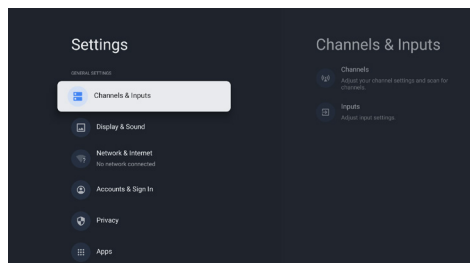 Settings
GENERAL SETTINGS
Channels & Inputs
Display & Sound
Network & Internet
No network connected
Accounts & Sign In
Privacy
Apps
Channels & Inputs
Channels
Adjust your channel settings and scan for
channels.
Inputs
Adjust input settings.